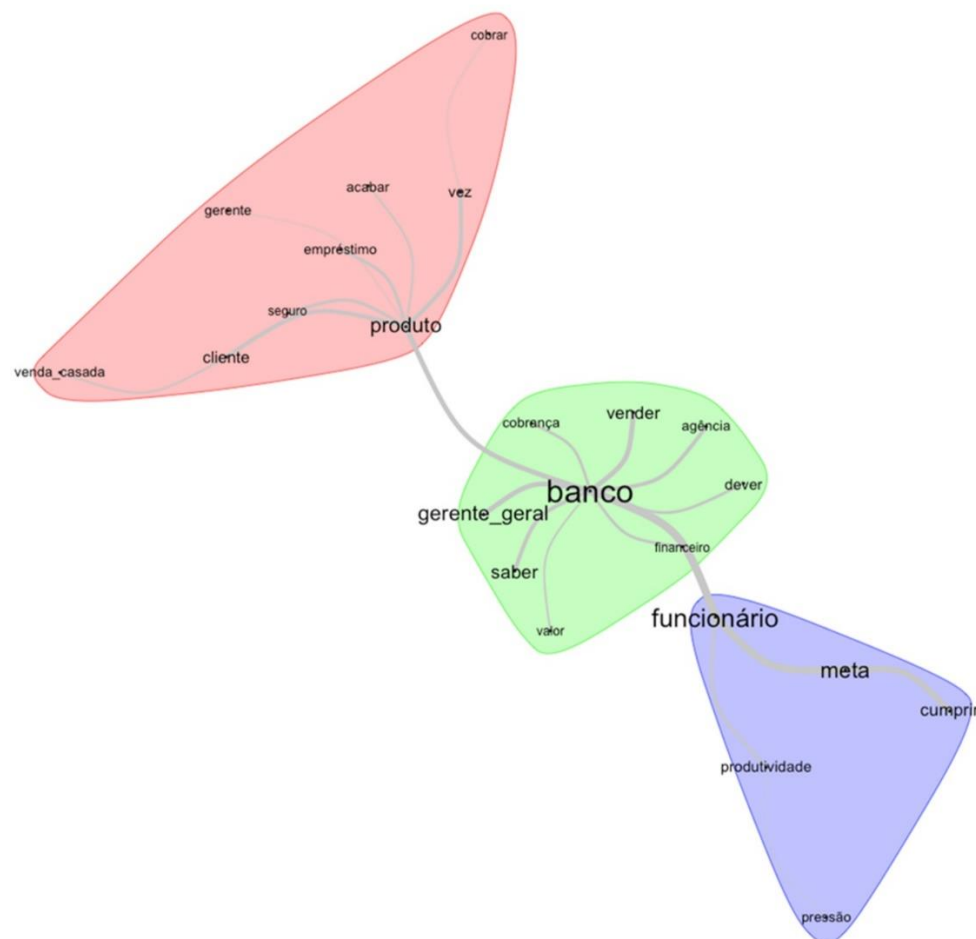 cobrar
acabar
vez
gerente
empréstimo
seguro
produto
cliente
venda_casada
vender
cobrança
agência
dever
banco
gerente_geral
financeiro
saber
funcionário
valor
meta
cumprir
produtividade
pressão